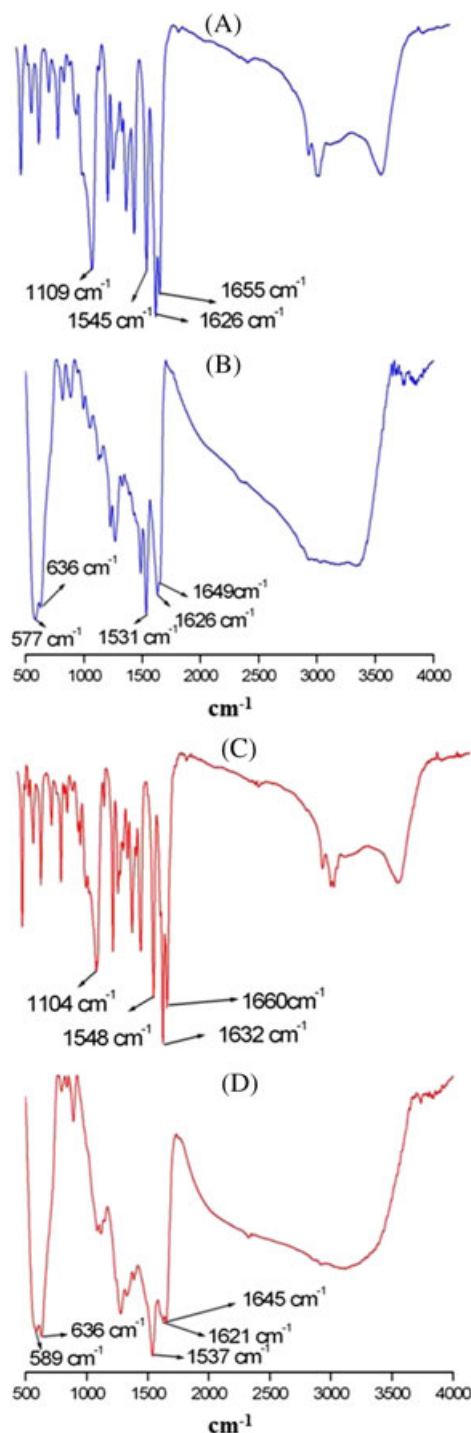 (A)
1109 cm⁻¹
1655 cm⁻¹
1545 cm⁻¹
1626 cm⁻¹
(B)
636 cm⁻¹
1649cm⁻¹
577 cm⁻¹
1531 cm⁻¹
1626 cm⁻¹
500 1000 1500 2000 2500 3000 3500 4000
cm⁻¹
(C)
1104 cm⁻¹
1660cm⁻¹
1548 cm⁻¹
1632 cm⁻¹
(D)
636 cm⁻¹
1645 cm⁻¹
589 cm⁻¹
1621 cm⁻¹
1537 cm⁻¹
500 1000 1500 2000 2500 3000 3500 4000
cm⁻¹